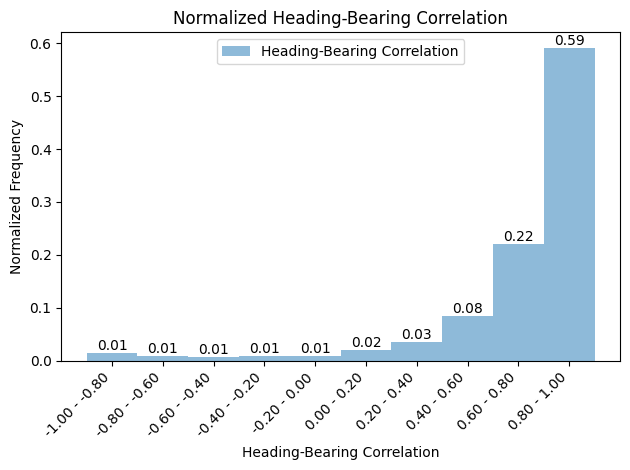 Normalized Heading-Bearing Correlation
Heading-Bearing Correlation
Normalized Frequency
0.6
0.5
0.4
0.3
0.2
0.1
0.0
0.01
0.01
0.01
0.01
0.01
0.02
0.03
0.08
0.22
0.59
-1.00 - -0.80
-0.80 - -0.60
-0.60 - -0.40
-0.40 - -0.20
-0.20 - 0.00
0.00 - 0.20
0.20 - 0.40
0.40 - 0.60
0.60 - 0.80
0.80 - 1.00
Heading-Bearing Correlation